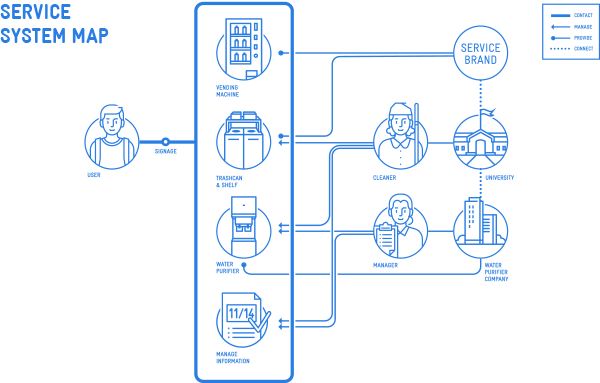 SERVICE
SYSTEM MAP
CONTACT
MANAGE
PROVIDE
CONNECT
SERVICE
BRAND
VENDING
MACHINE
USER
SIGNAGE
TRASHCAN
& SHELF
CLEANER
UNIVERSITY
WATER
PURIFIER
MANAGER
WATER
PURIFIER
COMPANY
11/14
MANAGE
INFORMATION